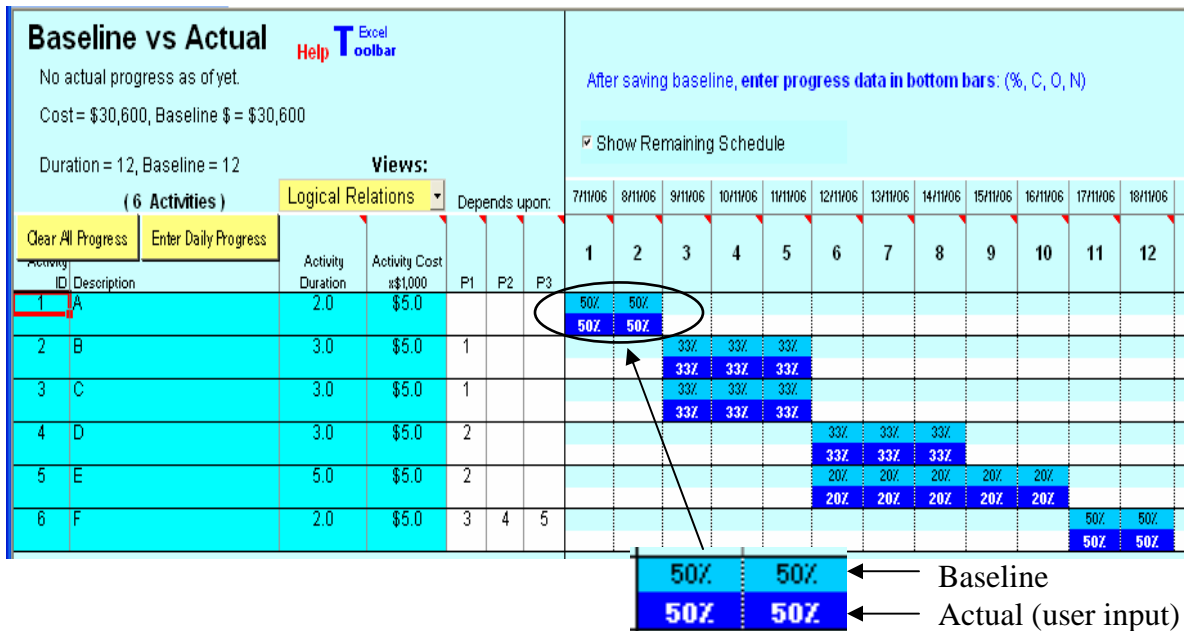 Baseline vs Actual Help T Excel oolbar
No actual progress as of yet.
After saving baseline, enter progress data in bottom bars: (%, C, O, N)
Cost = $30,600, Baseline $ = $30,600
Show Remaining Schedule
Duration = 12, Baseline = 12 Views:
( 6 Activities ) Logical Relations Depends upon: 7/11/06 8/11/06 9/11/06 10/11/06 11/11/06 12/11/06 13/11/06 14/11/06 15/11/06 16/11/06 17/11/06 18/11/06
Clear All Progress Enter Daily Progress
1 2 3 4 5 6 7 8 9 10 11 12
Activity Activity Activity Cost
ID Description Duration x$1,000 P1 P2 P3
1 A 2.0 $5.0 50% 50%
50% 50%
2 B 3.0 $5.0 1 33% 33% 33%
33% 33% 33%
3 C 3.0 $5.0 1 33% 33% 33%
33% 33% 33%
4 D 3.0 $5.0 2 33% 33% 33%
33% 33% 33%
5 E 5.0 $5.0 2 20% 20% 20% 20% 20%
20% 20% 20% 20% 20%
6 F 2.0 $5.0 3 4 5 50% 50%
50% 50%
50% 50% Baseline
50% 50% Actual (user input)